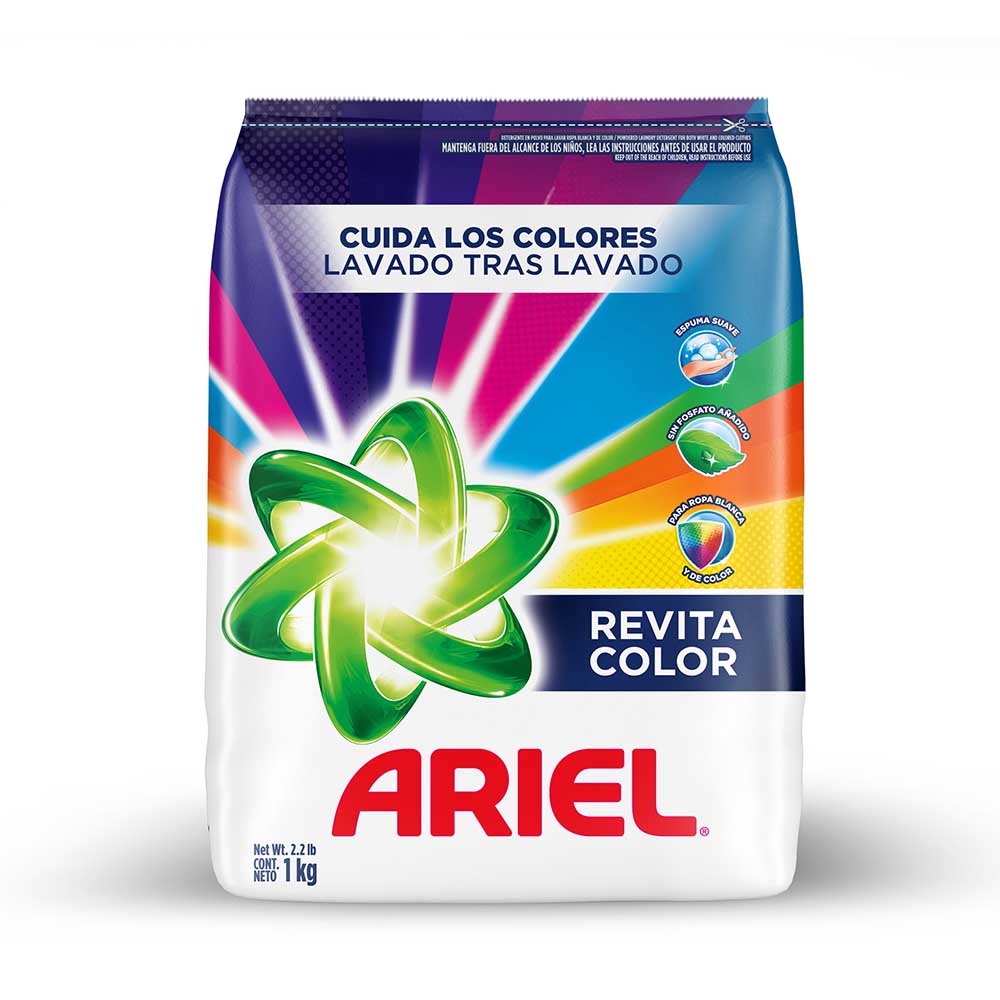 DETERGENTE EN POLVO PARA LAVAR ROPA BLANCA Y DE COLOR / POWDERED LAUNDRY DETERGENT FOR BOTH WHITE AND COLORED CLOTHES
MANTENGA FUERA DEL ALCANCE DE LOS NIÑOS, LEA LAS INSTRUCCIONES ANTES DE USAR EL PRODUCTO
KEEP OUT OF THE REACH OF CHILDREN, READ INSTRUCTIONS BEFORE USE
CUIDA LOS COLORES
LAVADO TRAS LAVADO
ESPUMA SUAVE
SIN FOSFATO AÑADIDO
PARA ROPA BLANCA
Y DE COLOR
REVITA
COLOR
ARIEL®
Net Wt. 2.2 lb
CONT. NETO 1 kg